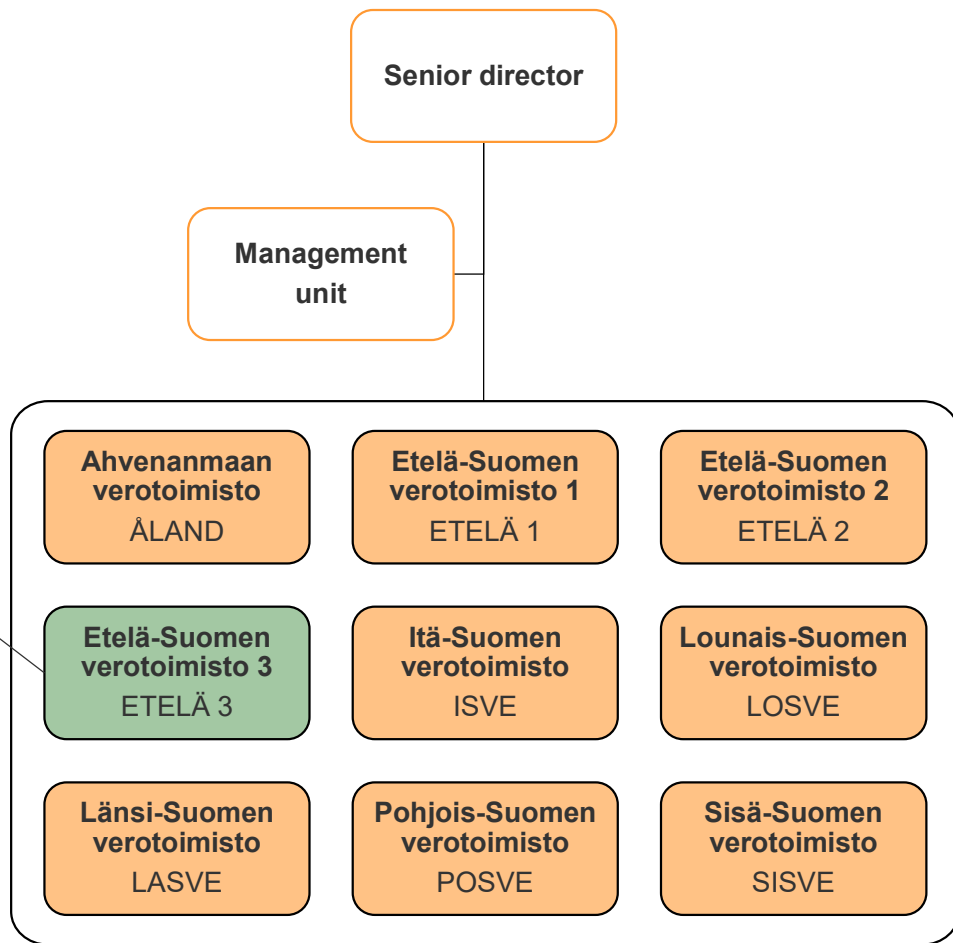 Senior director
Management
unit
Ahvenanmaan
verotoimisto
ÅLAND
Etelä-Suomen
verotoimisto 1
ETELÄ 1
Etelä-Suomen
verotoimisto 2
ETELÄ 2
Etelä-Suomen
verotoimisto 3
ETELÄ 3
Itä-Suomen
verotoimisto
ISVE
Lounais-Suomen
verotoimisto
LOSVE
Länsi-Suomen
verotoimisto
LASVE
Pohjois-Suomen
verotoimisto
POSVE
Sisä-Suomen
verotoimisto
SISVE